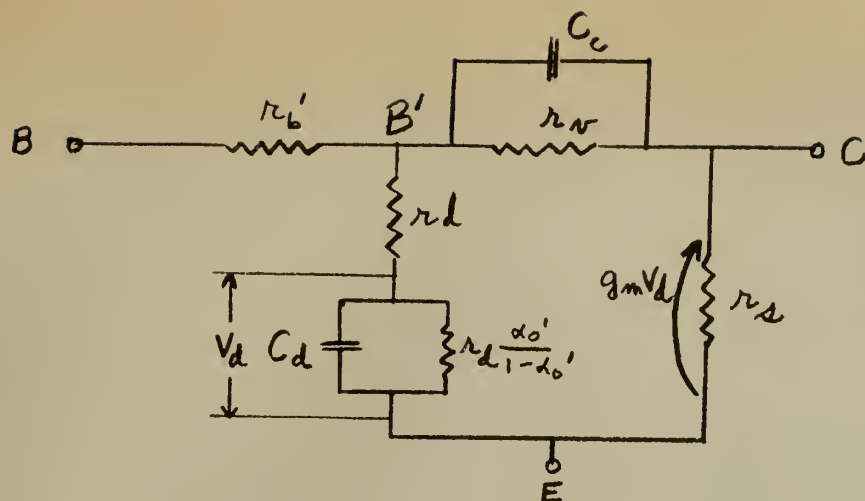 C_c
r_b'
B'
r_v
B
C
r_d
g_m V_d
r_s
V_d
C_d
r_d α_0' / 1-α_0'
E